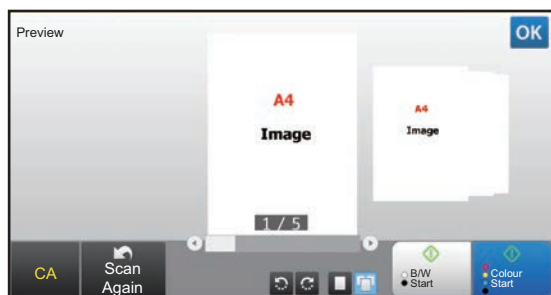 Preview
OK
A4
Image
A4
Image
1 / 5
CA
Scan
Again
B/W
Start
Colour
Start